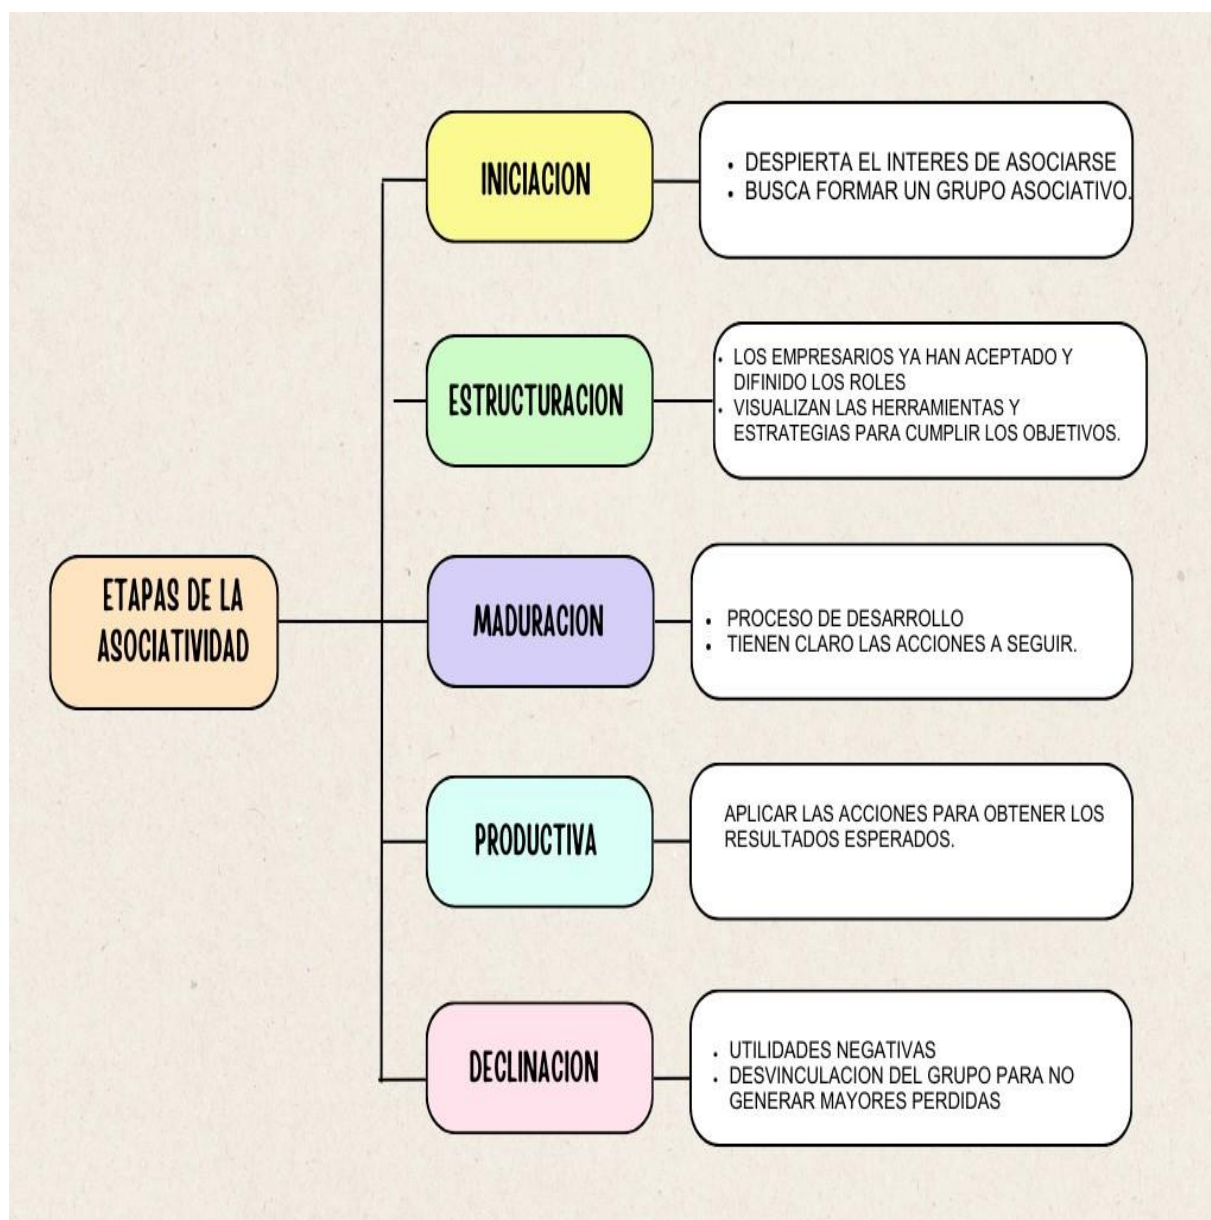 ETAPAS DE LA
ASOCIATIVIDAD
INICIACION
• DESPIERTA EL INTERES DE ASOCIARSE
• BUSCA FORMAR UN GRUPO ASOCIATIVO.
ESTRUCTURACION
• LOS EMPRESARIOS YA HAN ACEPTADO Y
DIFINIDO LOS ROLES
• VISUALIZAN LAS HERRAMIENTAS Y
ESTRATEGIAS PARA CUMPLIR LOS OBJETIVOS.
MADURACION
• PROCESO DE DESARROLLO
• TIENEN CLARO LAS ACCIONES A SEGUIR.
PRODUCTIVA
APLICAR LAS ACCIONES PARA OBTENER LOS
RESULTADOS ESPERADOS.
DECLINACION
• UTILIDADES NEGATIVAS
• DESVINCULACION DEL GRUPO PARA NO
GENERAR MAYORES PERDIDAS